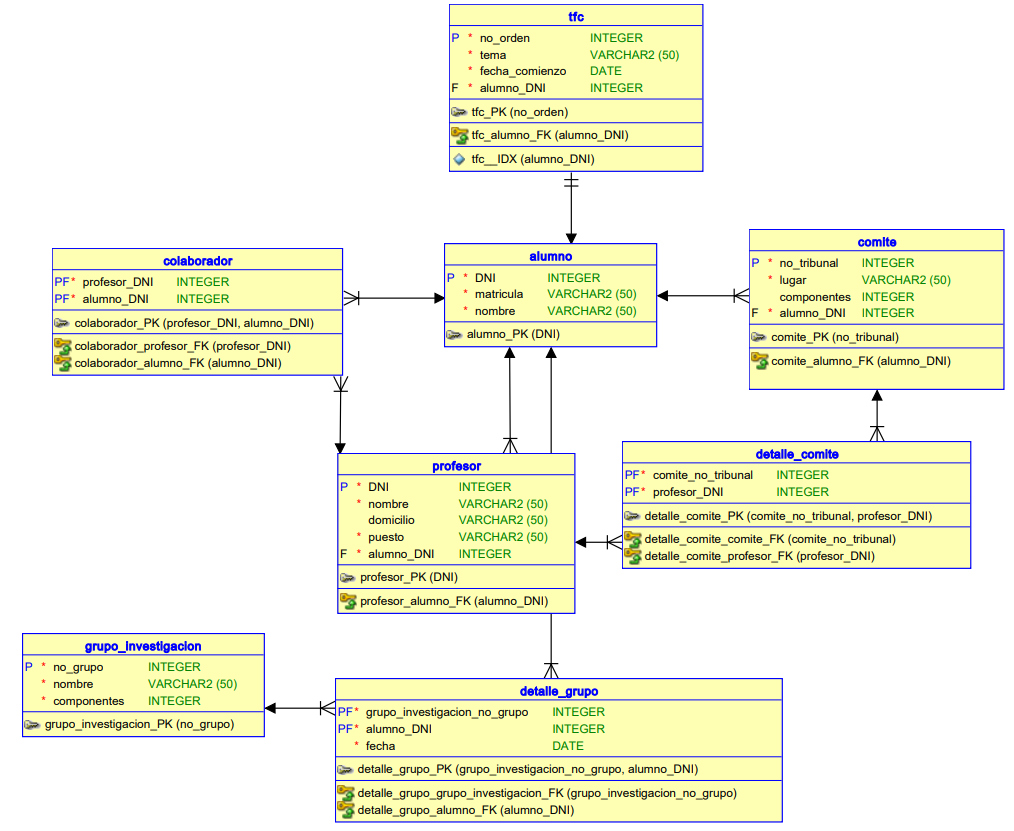 tfc
P * no_orden INTEGER
* tema VARCHAR2 (50)
* fecha_comienzo DATE
F * alumno_DNI INTEGER
tfc_PK (no_orden)
tfc_alumno_FK (alumno_DNI)
tfc__IDX (alumno_DNI)
colaborador
PF* profesor_DNI INTEGER
PF* alumno_DNI INTEGER
colaborador_PK (profesor_DNI, alumno_DNI)
colaborador_profesor_FK (profesor_DNI)
colaborador_alumno_FK (alumno_DNI)
alumno
P * DNI INTEGER
* matricula VARCHAR2 (50)
* nombre VARCHAR2 (50)
alumno_PK (DNI)
comite
P * no_tribunal INTEGER
* lugar VARCHAR2 (50)
componentes INTEGER
F * alumno_DNI INTEGER
comite_PK (no_tribunal)
comite_alumno_FK (alumno_DNI)
profesor
P * DNI INTEGER
* nombre VARCHAR2 (50)
domicilio VARCHAR2 (50)
* puesto VARCHAR2 (50)
F * alumno_DNI INTEGER
profesor_PK (DNI)
profesor_alumno_FK (alumno_DNI)
detalle_comite
PF* comite_no_tribunal INTEGER
PF* profesor_DNI INTEGER
detalle_comite_PK (comite_no_tribunal, profesor_DNI)
detalle_comite_comite_FK (comite_no_tribunal)
detalle_comite_profesor_FK (profesor_DNI)
grupo_investigacion
P * no_grupo INTEGER
* nombre VARCHAR2 (50)
* componentes INTEGER
grupo_investigacion_PK (no_grupo)
detalle_grupo
PF* grupo_investigacion_no_grupo INTEGER
PF* alumno_DNI INTEGER
* fecha DATE
detalle_grupo_PK (grupo_investigacion_no_grupo, alumno_DNI)
detalle_grupo_grupo_investigacion_FK (grupo_investigacion_no_grupo)
detalle_grupo_alumno_FK (alumno_DNI)